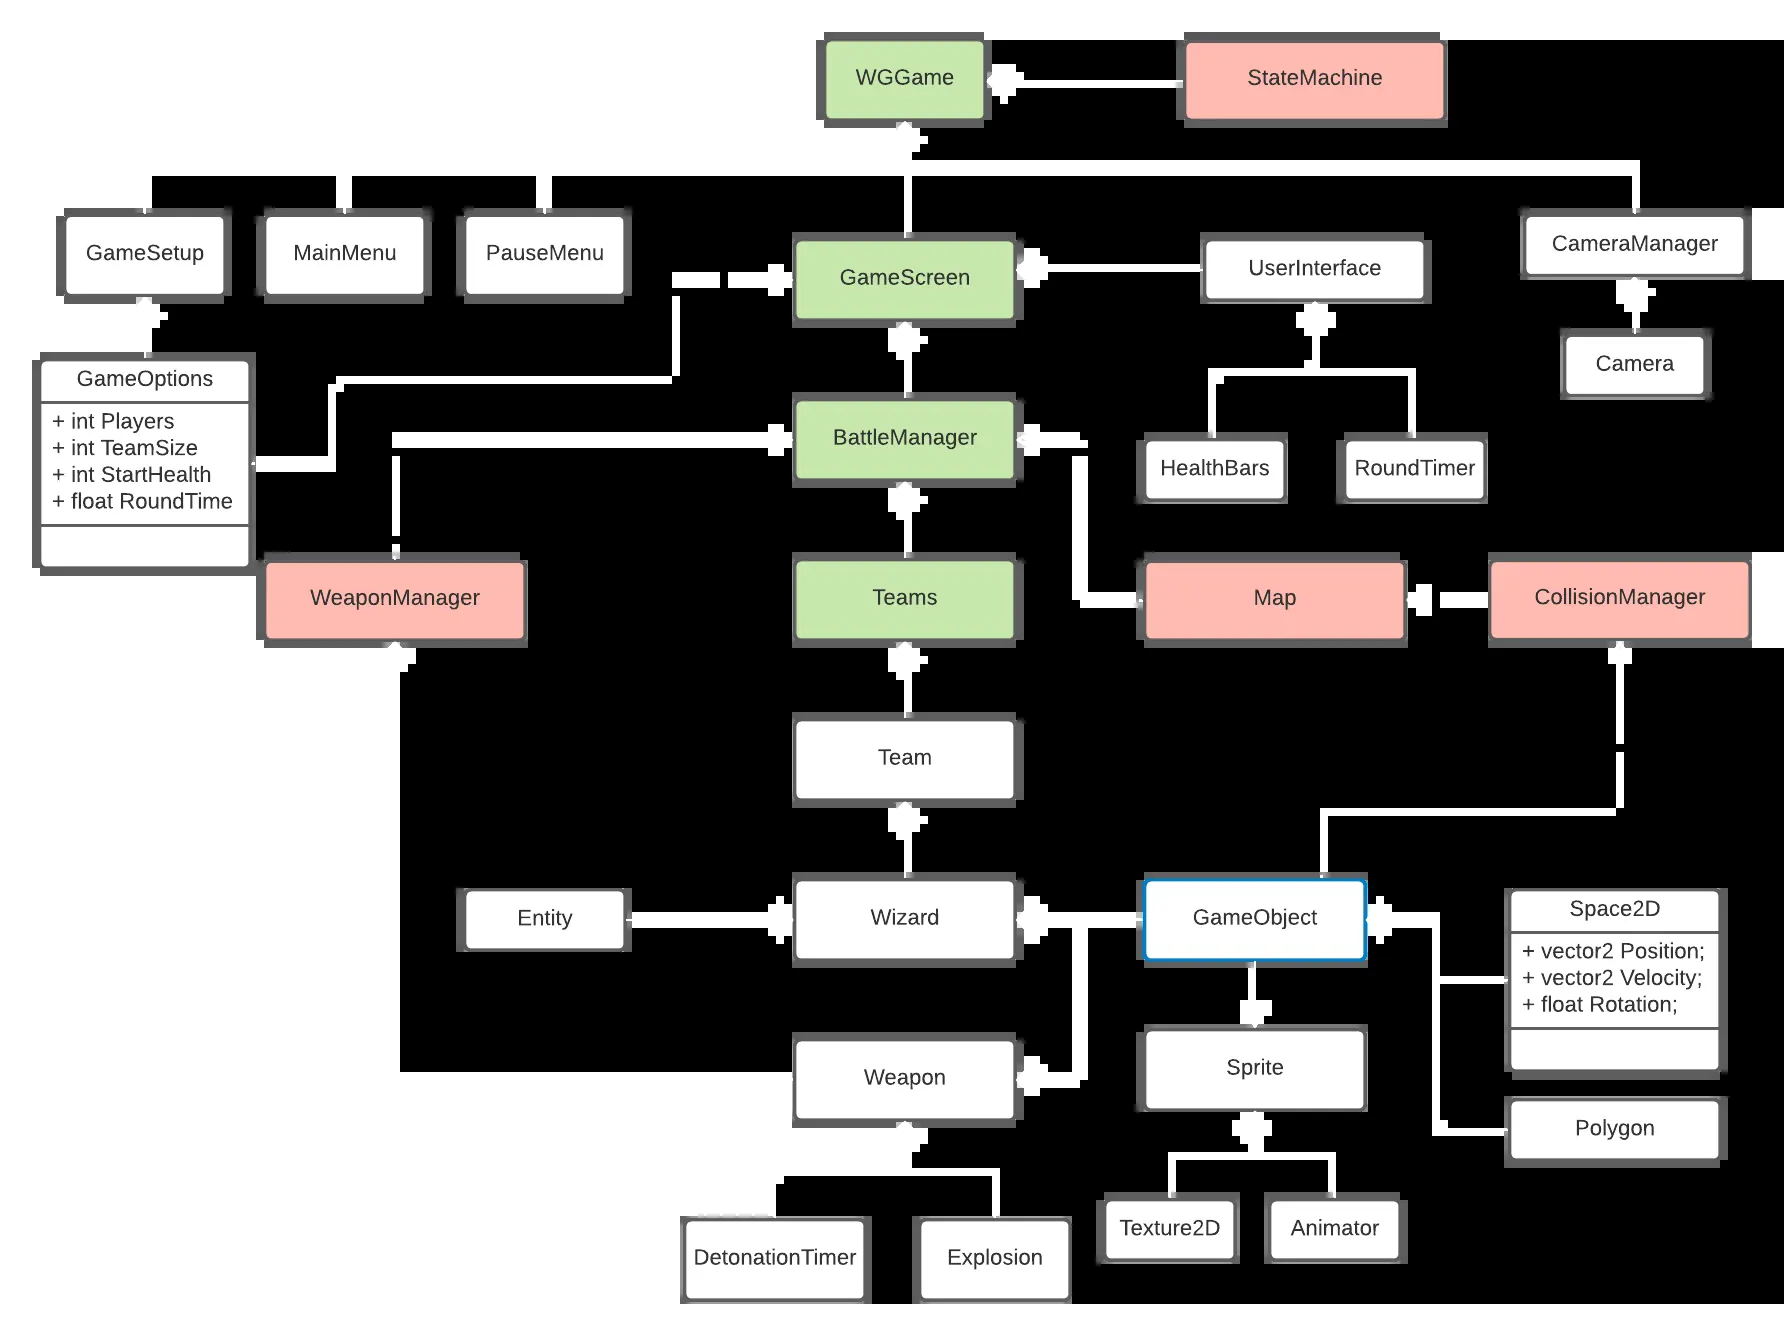 WGGame
StateMachine
GameSetup
MainMenu
PauseMenu
GameScreen
UserInterface
CameraManager
Camera
GameOptions
+ int Players
+ int TeamSize
+ int StartHealth
+ float RoundTime
BattleManager
HealthBars
RoundTimer
WeaponManager
Teams
Map
CollisionManager
Team
Entity
Wizard
GameObject
Space2D
+ vector2 Position;
+ vector2 Velocity;
+ float Rotation;
Weapon
Sprite
Polygon
DetonationTimer
Explosion
Texture2D
Animator